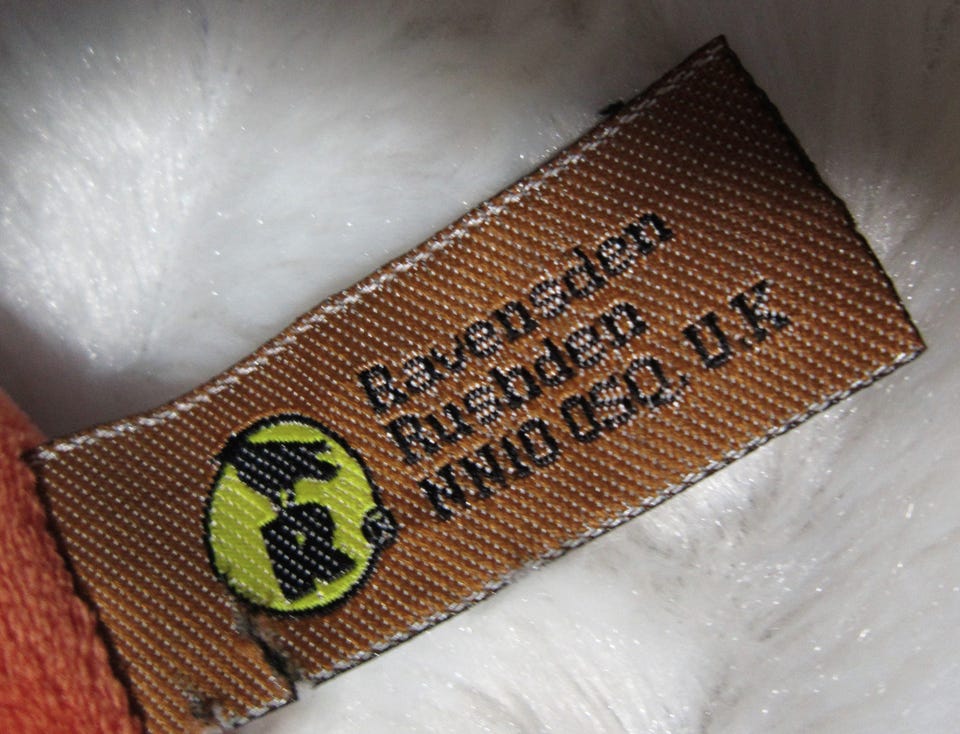 Ravensden
Rushden
NN10 0SQ, U.K
R